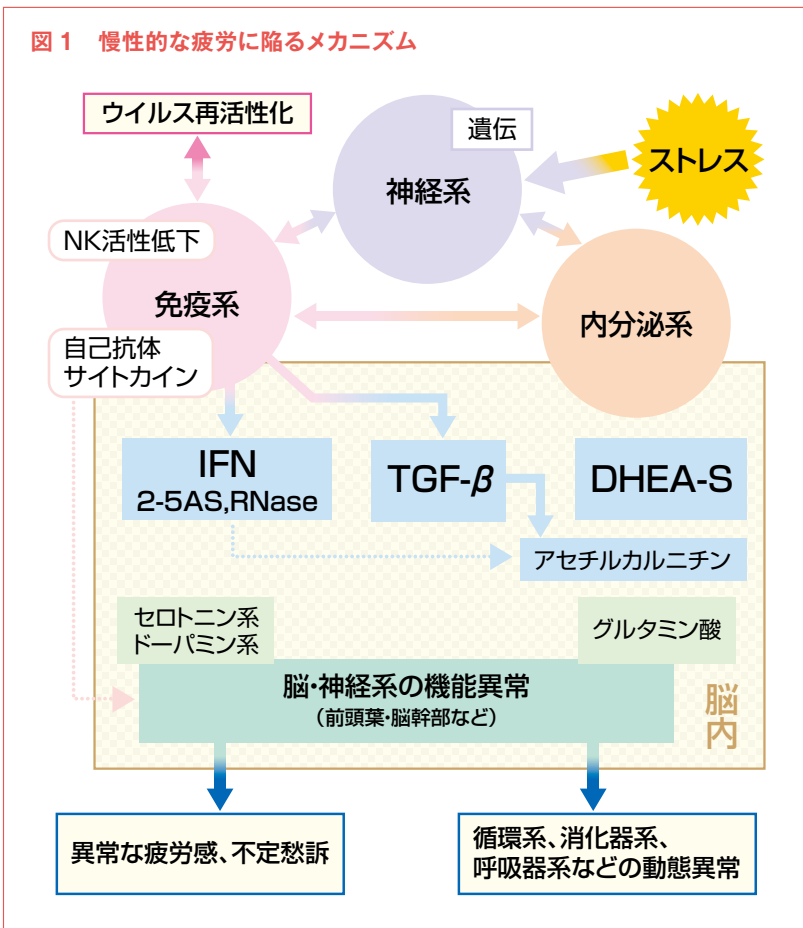 図1 慢性的な疲労に陥るメカニズム
ウイルス再活性化
遺伝
ストレス
神経系
NK活性低下
免疫系
内分泌系
自己抗体
サイトカイン
IFN
2-5AS,RNase
TGF-β
DHEA-S
アセチルカルニチン
セロトニン系
ドーパミン系
グルタミン酸
脳・神経系の機能異常
（前頭葉・脳幹部など）
脳内
異常な疲労感、不定愁訴
循環系、消化器系、
呼吸器系などの動態異常